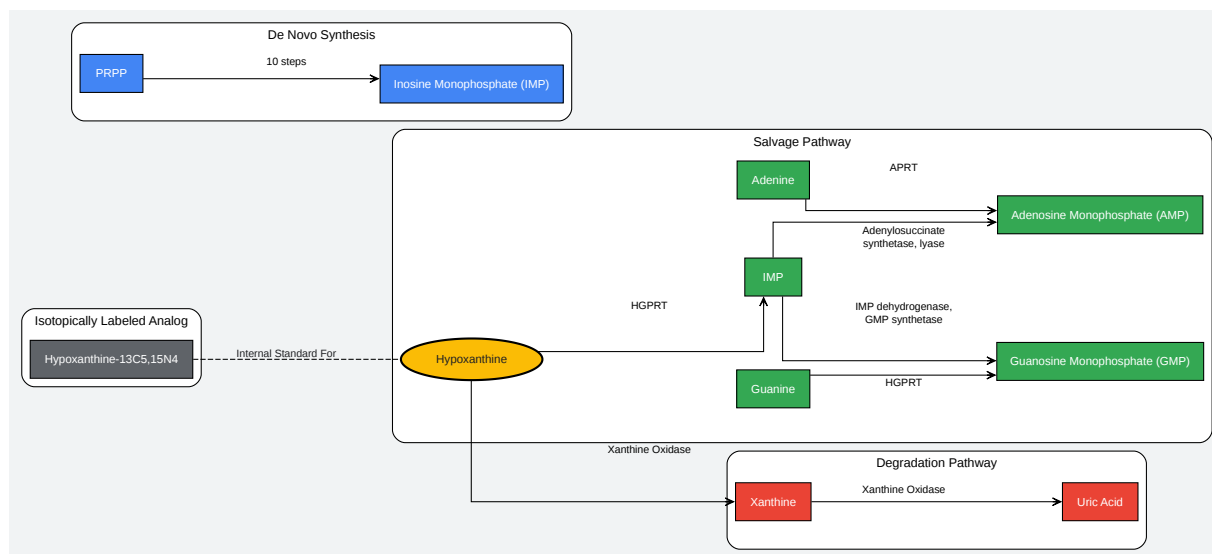 De Novo Synthesis
PRPP
10 steps
Inosine Monophosphate (IMP)
Salvage Pathway
Adenine
APRT
Adenosine Monophosphate (AMP)
Adenylosuccinate
synthetase, lyase
IMP
HGPRT
IMP dehydrogenase,
GMP synthetase
Isotopically Labeled Analog
Hypoxanthine-13C5,15N4
Internal Standard For
Hypoxanthine
Guanosine Monophosphate (GMP)
Guanine
HGPRT
Xanthine Oxidase
Degradation Pathway
Xanthine
Xanthine Oxidase
Uric Acid